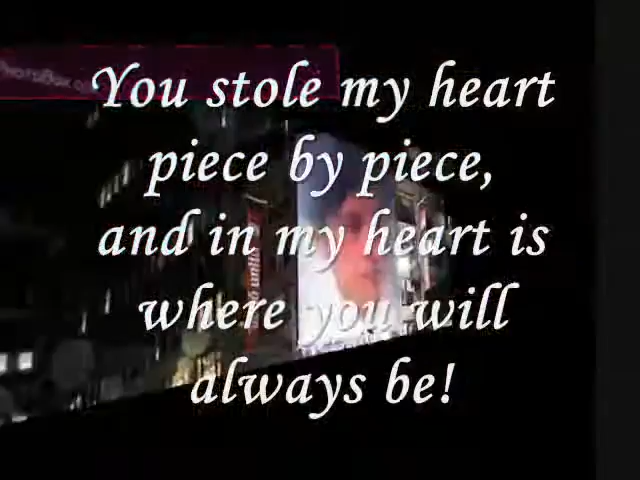 You stole my heart
piece by piece,
and in my heart is
where you will
always be!